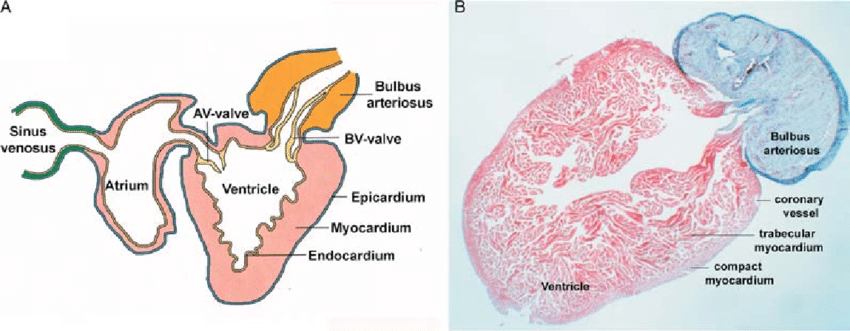 A
Sinus
venosus
Atrium
AV-valve
Ventricle
Bulbus
arteriosus
BV-valve
Epicardium
Myocardium
Endocardium
B
Bulbus
arteriosus
coronary
vessel
trabecular
myocardium
compact
myocardium
Ventricle